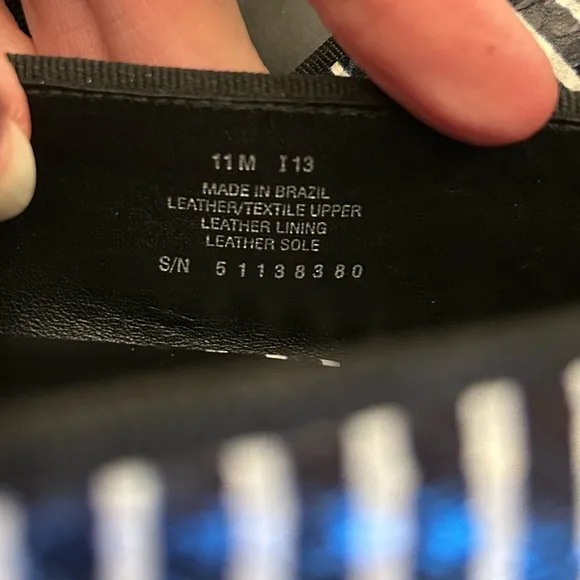 11 M I 13
MADE IN BRAZIL
LEATHER/TEXTILE UPPER
LEATHER LINING
LEATHER SOLE
S/N 51138380